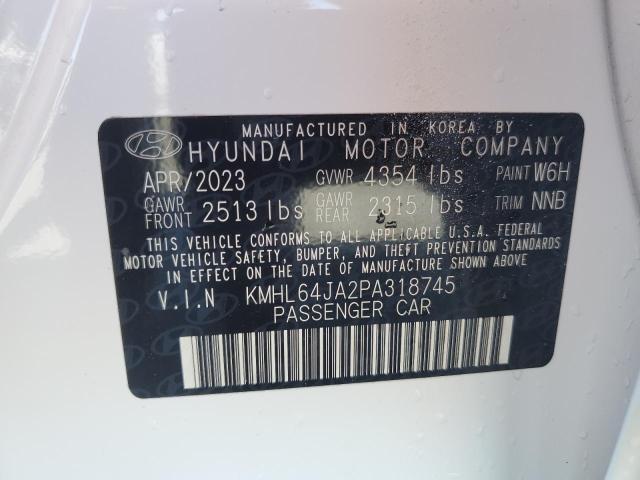 MANUFACTURED IN KOREA BY
HYUNDAI MOTOR COMPANY
APR/2023 GVWR 4354 lbs PAINT W6H
GAWR FRONT 2513 lbs GAWR REAR 2315 lbs TRIM NNB
THIS VEHICLE CONFORMS TO ALL APPLICABLE U.S.A. FEDERAL
MOTOR VEHICLE SAFETY, BUMPER, AND THEFT PREVENTION STANDARDS
IN EFFECT ON THE DATE OF MANUFACTURE SHOWN ABOVE
V.I.N KMHL64JA2PA318745
PASSENGER CAR